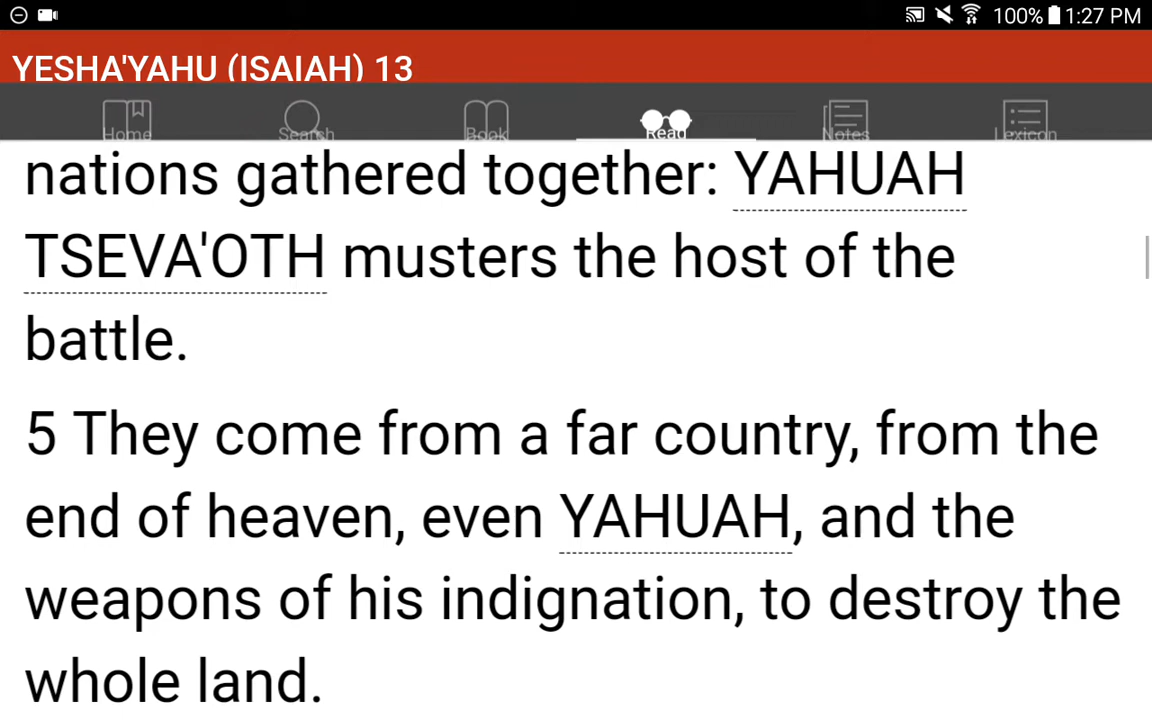 100% 1:27 PM
YESHA'YAHU (ISAIAH) 13
Home Search Book Read Notes Lexicon
nations gathered together: YAHUAH
TSEVA'OTH musters the host of the
battle.
5 They come from a far country, from the
end of heaven, even YAHUAH, and the
weapons of his indignation, to destroy the
whole land.